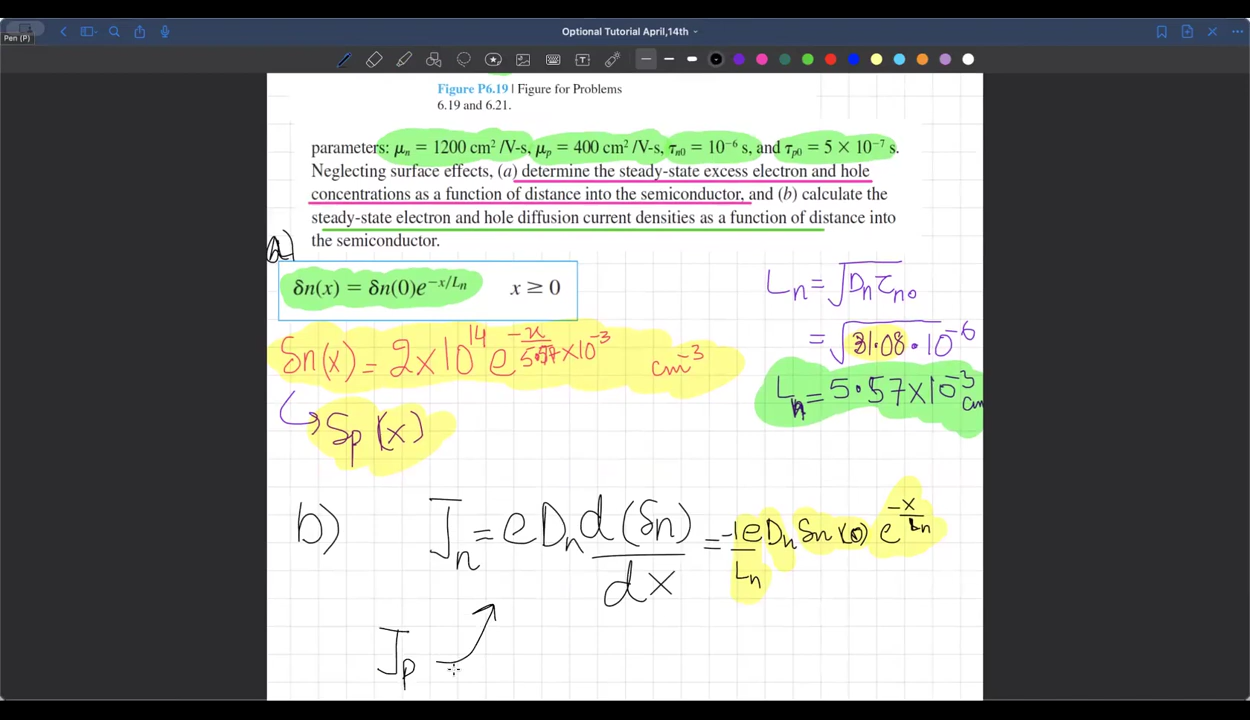 Optional Tutorial April,14th
Pen (P)
Figure P6.19 | Figure for Problems
6.19 and 6.21.
parameters: μn = 1200 cm² /V-s, μp = 400 cm² /V-s, τn0 = 10⁻⁶ s, and τp0 = 5 × 10⁻⁷ s.
Neglecting surface effects, (a) determine the steady-state excess electron and hole
concentrations as a function of distance into the semiconductor, and (b) calculate the
steady-state electron and hole diffusion current densities as a function of distance into
the semiconductor.
a)
δn(x) = δn(0)e^(−x/Ln) x ≥ 0
Ln = √(Dn τno)
= √(31.08 · 10⁻⁶)
δn(x) = 2×10¹⁴ e^(−x/5.57×10⁻³) cm⁻³
Ln = 5.57×10⁻³ cm
δp(x)
b) Jn = eDn d(δn)/dx = −1/Ln eDn δn(0) e^(−x/Ln)
Jp